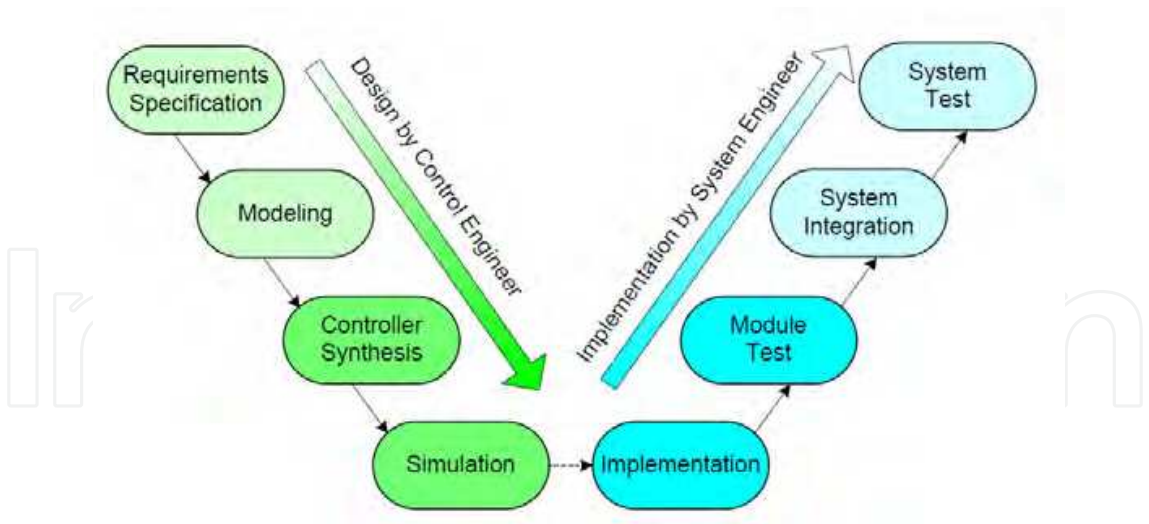 Requirements
Specification
Design by Control Engineer
Implementation by System Engineer
System
Test
Modeling
System
Integration
Controller
Synthesis
Module
Test
Simulation
Implementation